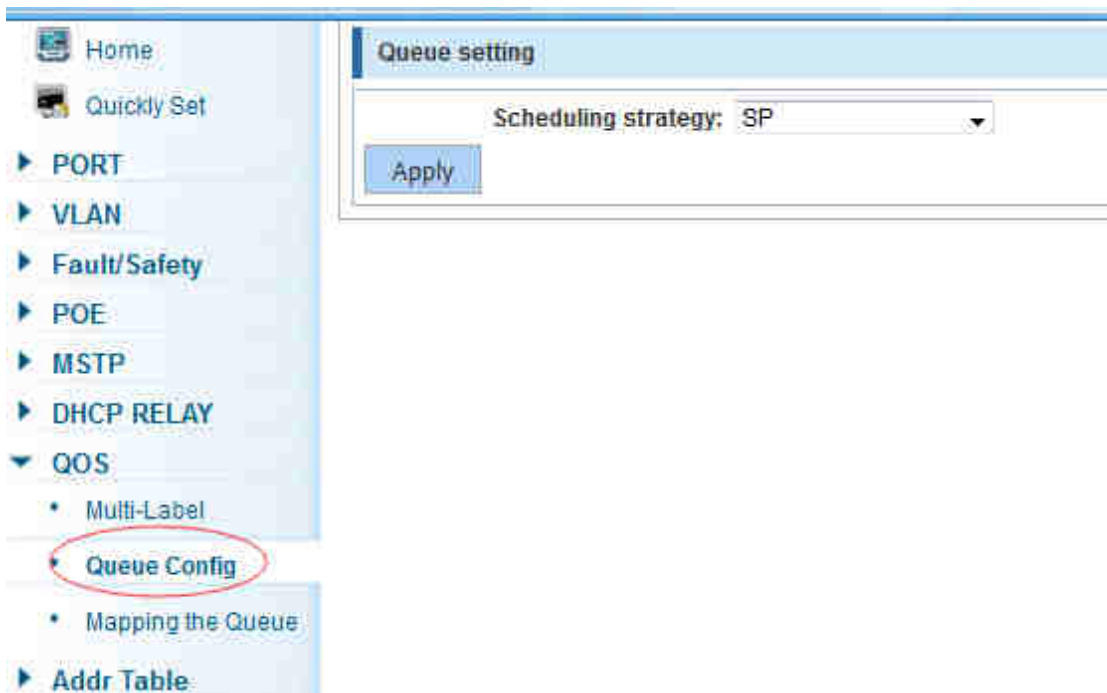 Home
Quickly Set
PORT
VLAN
Fault/Safety
POE
MSTP
DHCP RELAY
QOS
Multi-Label
Queue Config
Mapping the Queue
Addr Table
Queue setting
Scheduling strategy: SP
Apply